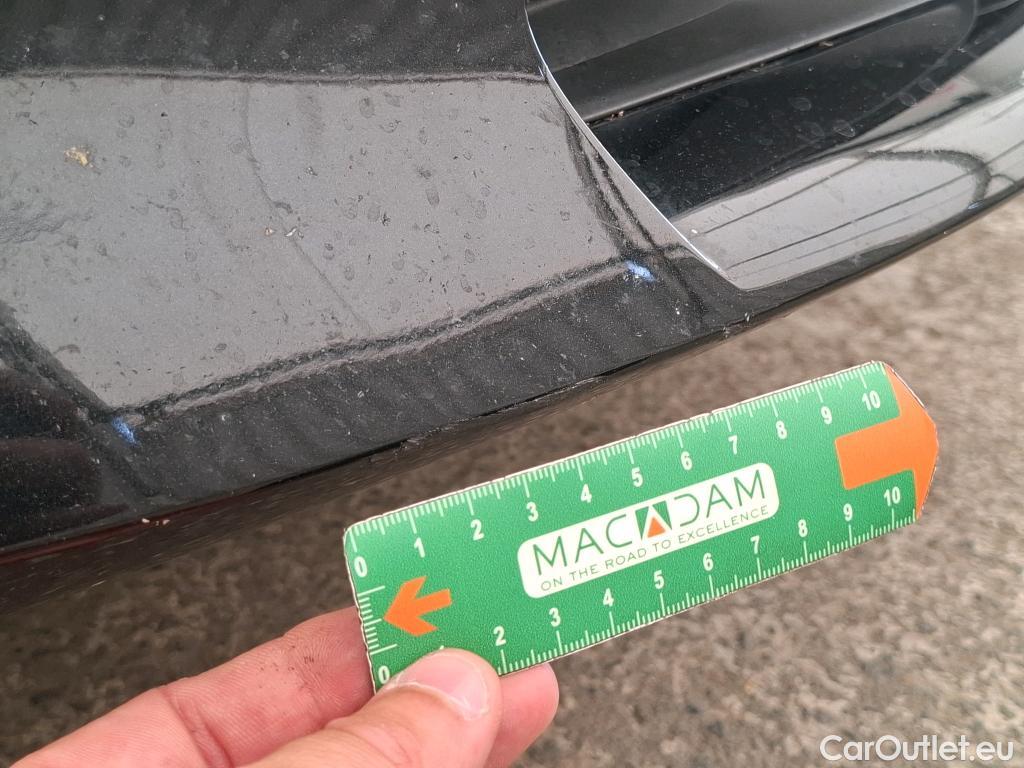 0 1 2 3 4 5 6 7 8 9 10
MACADAM
ON THE ROAD TO EXCELLENCE
0 1 2 3 4 5 6 7 8 9 10
CarOutlet.eu